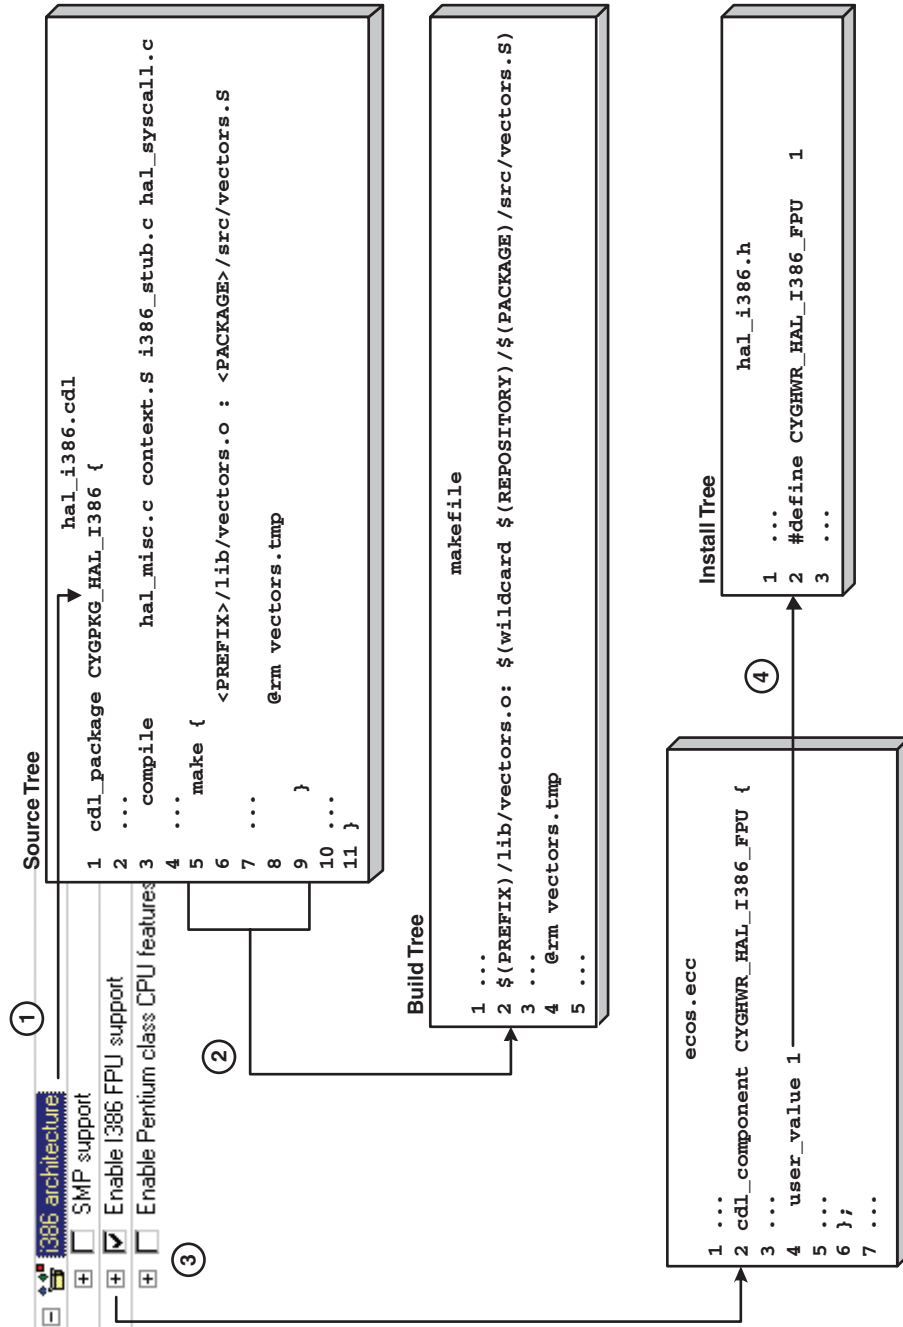 1
i386 architecture
SMP support
Enable I386 FPU support
Enable Pentium class CPU features
3
Source Tree
hal_i386.cdl
1 cdl_package CYGPKG_HAL_I386 {
2 ...
3 compile hal_misc.c context.S i386_stub.c hal_syscall.c
4 ...
5 make {
6 <PREFIX>/lib/vectors.o : <PACKAGE>/src/vectors.S
7 ...
8 @rm vectors.tmp
9 }
10 ...
11 }
2
Build Tree
makefile
1 ...
2 $(PREFIX)/lib/vectors.o: $(wildcard $(REPOSITORY)/$(PACKAGE)/src/vectors.S)
3 ...
4 @rm vectors.tmp
5 ...
ecos.ecc
1 ...
2 cdl_component CYGHWR_HAL_I386_FPU {
3 ...
4 user_value 1
5 ...
6 };
7 ...
4
Install Tree
hal_i386.h
1 ...
2 #define CYGHWR_HAL_I386_FPU 1
3 ...